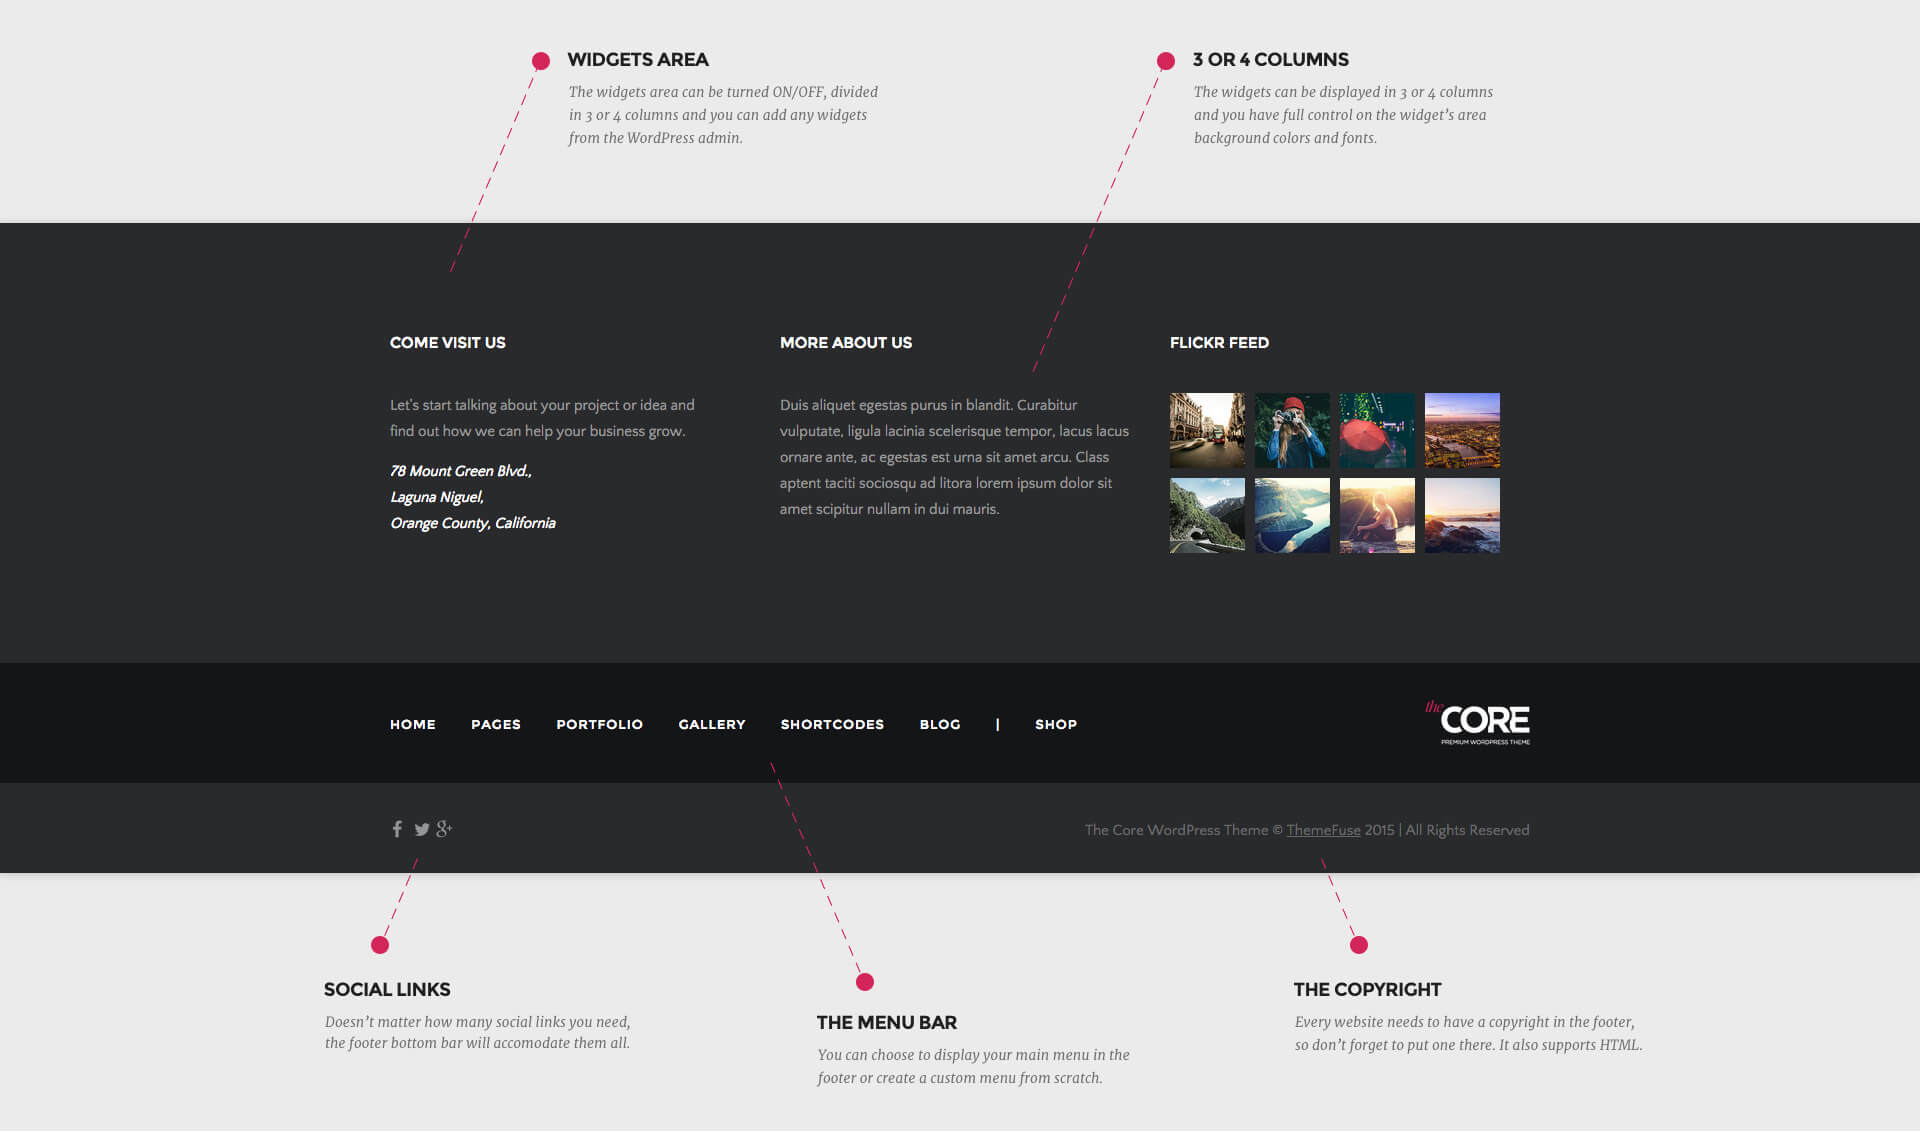 WIDGETS AREA
The widgets area can be turned ON/OFF, divided
in 3 or 4 columns and you can add any widgets
from the WordPress admin.
3 OR 4 COLUMNS
The widgets can be displayed in 3 or 4 columns
and you have full control on the widget's area
background colors and fonts.
COME VISIT US
Let's start talking about your project or idea and
find out how we can help your business grow.
78 Mount Green Blvd.,
Laguna Niguel,
Orange County, California
MORE ABOUT US
Duis aliquet egestas purus in blandit. Curabitur
vulputate, ligula lacinia scelerisque tempor, lacus lacus
ornare ante, ac egestas est urna sit amet arcu. Class
aptent taciti sociosqu ad litora lorem ipsum dolor sit
amet scipitur nullam in dui mauris.
FLICKR FEED
HOME PAGES PORTFOLIO GALLERY SHORTCODES BLOG | SHOP
the CORE
PREMIUM WORDPRESS THEME
The Core WordPress Theme © ThemeFuse 2015 | All Rights Reserved
SOCIAL LINKS
Doesn't matter how many social links you need,
the footer bottom bar will accomodate them all.
THE MENU BAR
You can choose to display your main menu in the
footer or create a custom menu from scratch.
THE COPYRIGHT
Every website needs to have a copyright in the footer,
so don't forget to put one there. It also supports HTML.